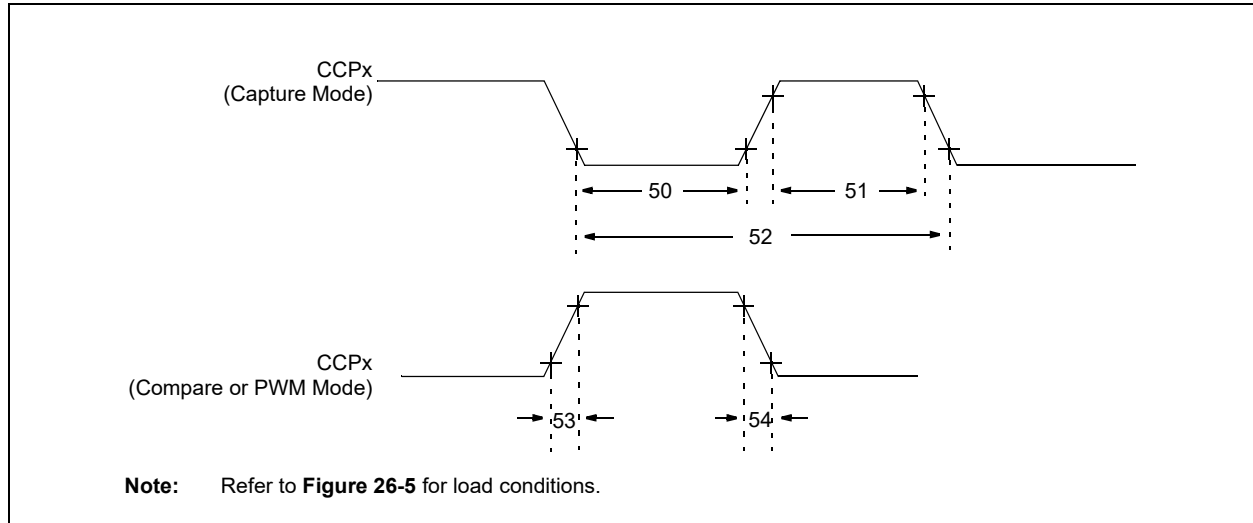 CCPx
(Capture Mode)
50
51
52
CCPx
(Compare or PWM Mode)
53
54
Note: Refer to Figure 26-5 for load conditions.